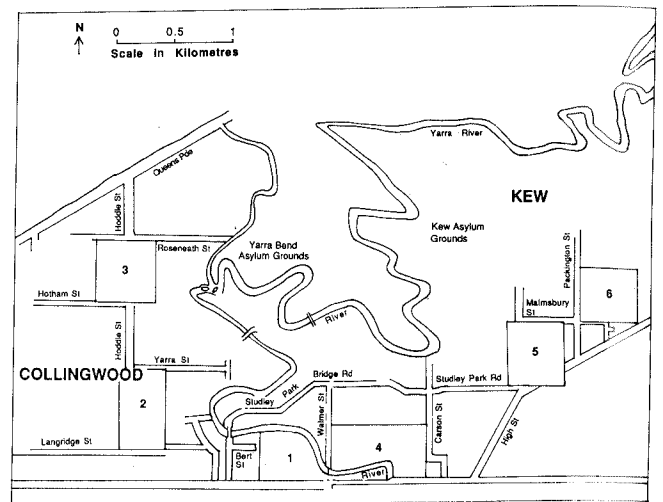 N
0 0.5 1
Scale in Kilometres
Queens Pde
Hoddle St
Yarra River
KEW
Kew Asylum
Grounds
Roseneath St
Yarra Bend
Asylum Grounds
Packington St
3
6
Hotham St
Malmsbury
St
River
Hoddle St
5
Yarra St
COLLINGWOOD
Bridge Rd
Studley Park Rd
Park
Studley
2
Walmer St
Carson St
High St
4
Langridge St
Bert
St
1
River